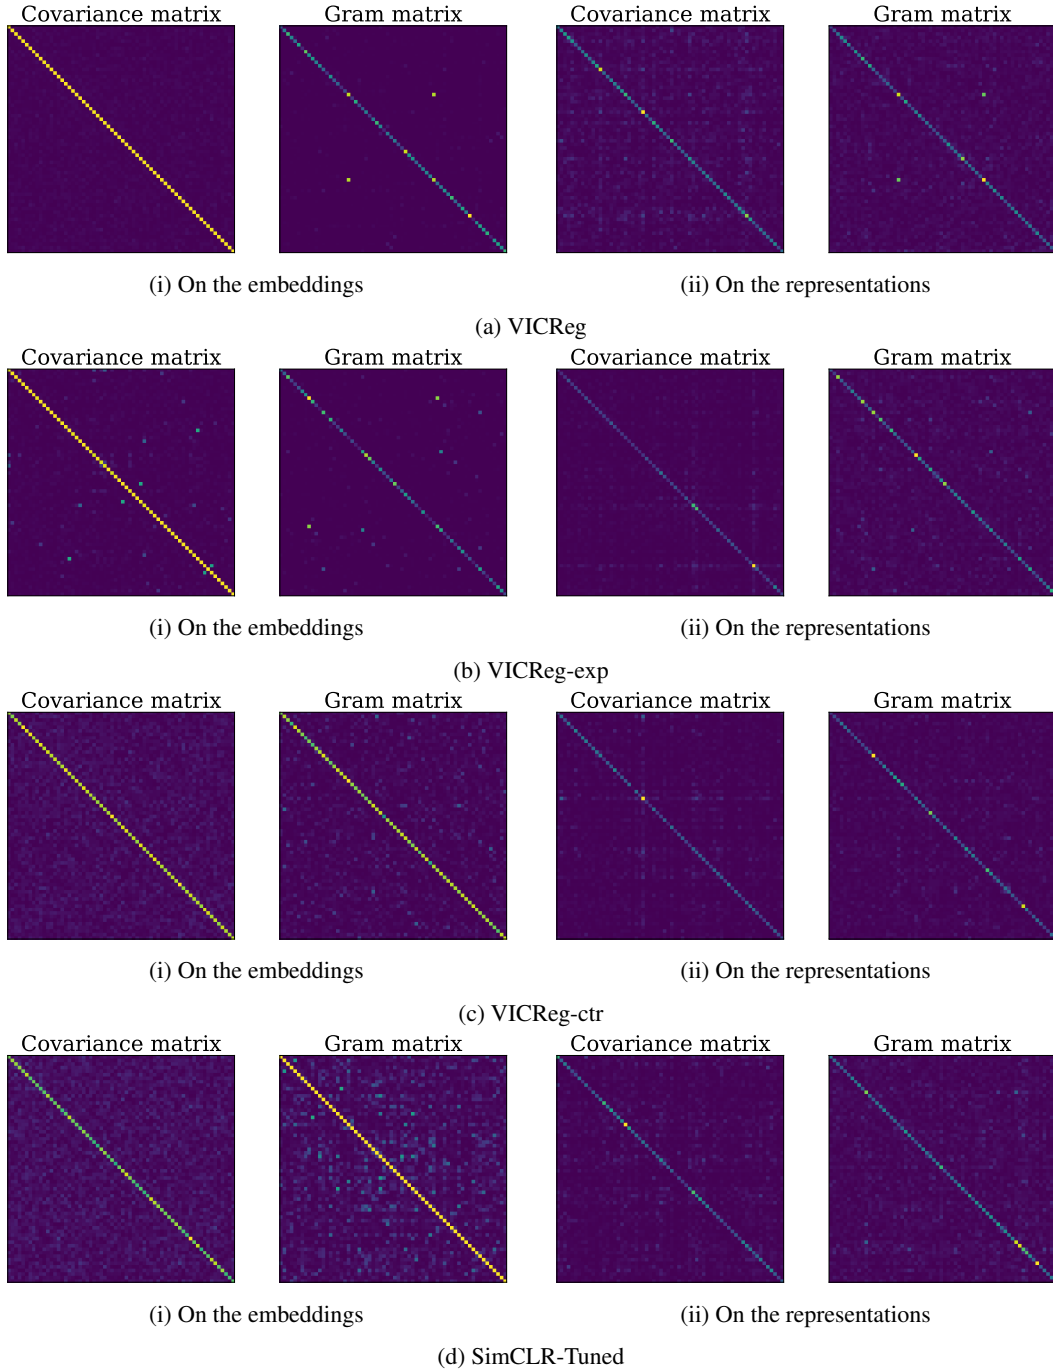 Covariance matrix Gram matrix Covariance matrix Gram matrix
(i) On the embeddings (ii) On the representations
(a) VICReg
Covariance matrix Gram matrix Covariance matrix Gram matrix
(i) On the embeddings (ii) On the representations
(b) VICReg-exp
Covariance matrix Gram matrix Covariance matrix Gram matrix
(i) On the embeddings (ii) On the representations
(c) VICReg-ctr
Covariance matrix Gram matrix Covariance matrix Gram matrix
(i) On the embeddings (ii) On the representations
(d) SimCLR-Tuned